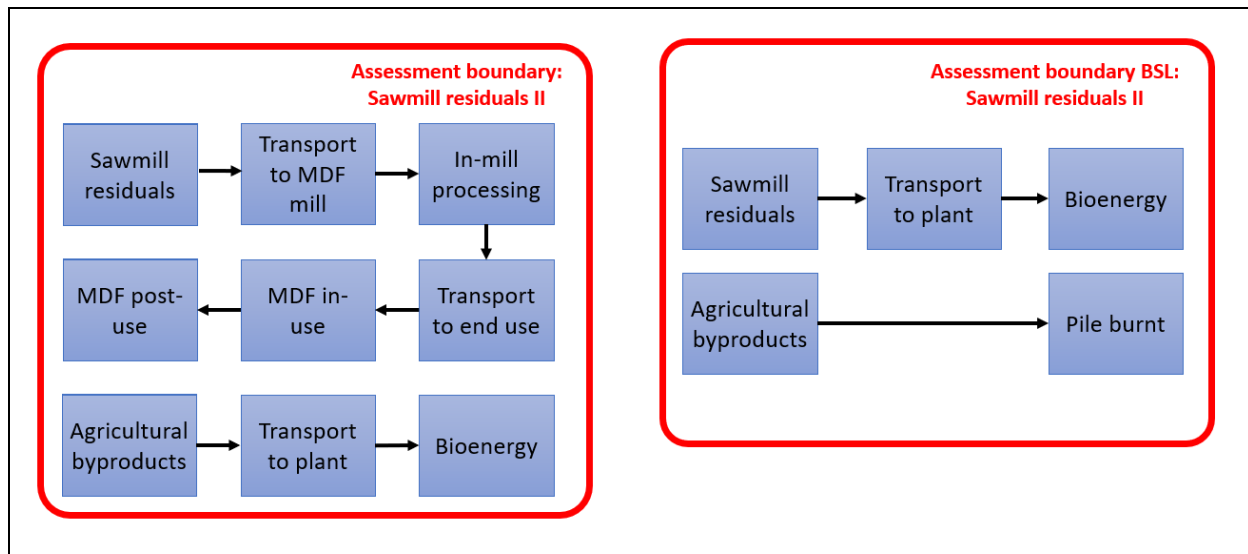 Assessment boundary:
Sawmill residuals II
Sawmill
residuals
Transport
to MDF
mill
In-mill
processing
MDF post-
use
MDF in-
use
Transport
to end use
Agricultural
byproducts
Transport
to plant
Bioenergy
Assessment boundary BSL:
Sawmill residuals II
Sawmill
residuals
Transport
to plant
Bioenergy
Agricultural
byproducts
Pile burnt